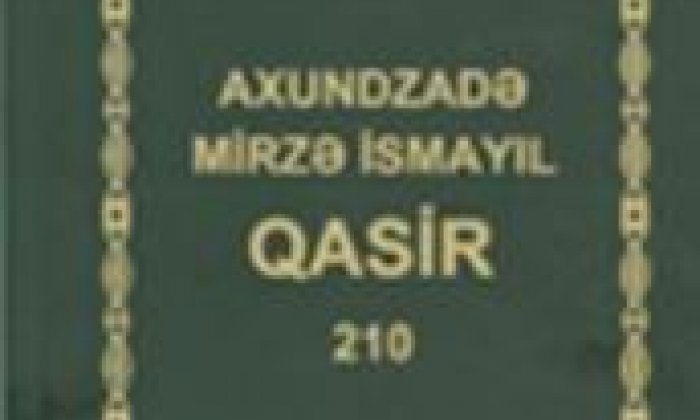 AXUNDZADƏ
MİRZƏ İSMAYIL
QASİR
210